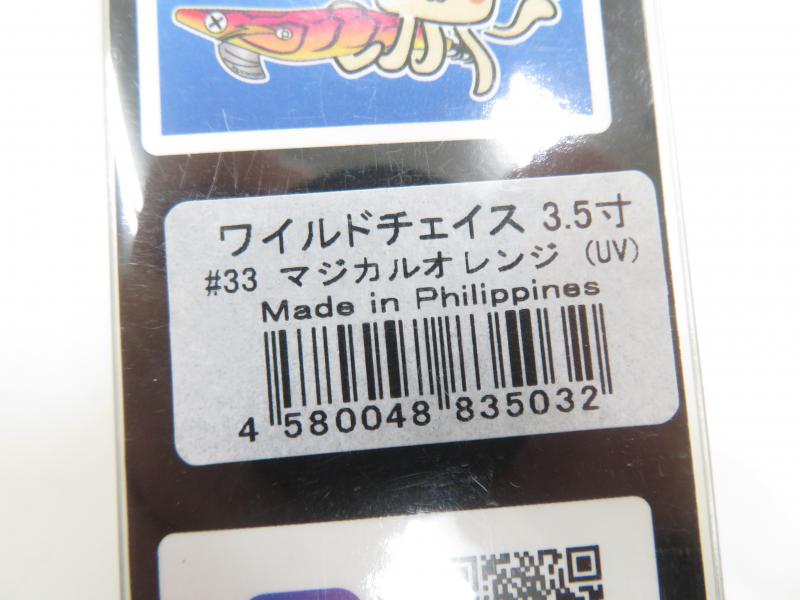 ワイルドチェイス 3.5寸
#33 マジカルオレンジ (UV)
Made in Philippines
4 580048 835032